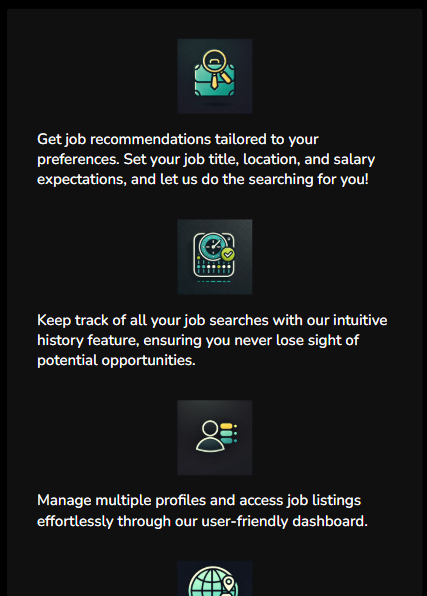 Get job recommendations tailored to your
preferences. Set your job title, location, and salary
expectations, and let us do the searching for you!
Keep track of all your job searches with our intuitive
history feature, ensuring you never lose sight of
potential opportunities.
Manage multiple profiles and access job listings
effortlessly through our user-friendly dashboard.